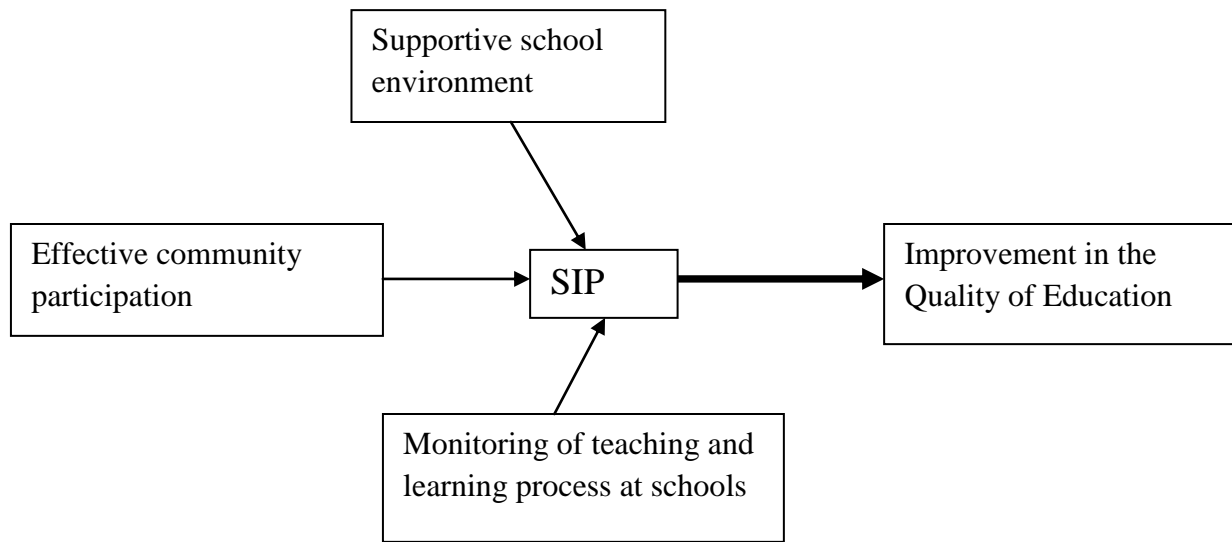 Supportive school
environment
Effective community
participation
SIP
Improvement in the
Quality of Education
Monitoring of teaching and
learning process at schools